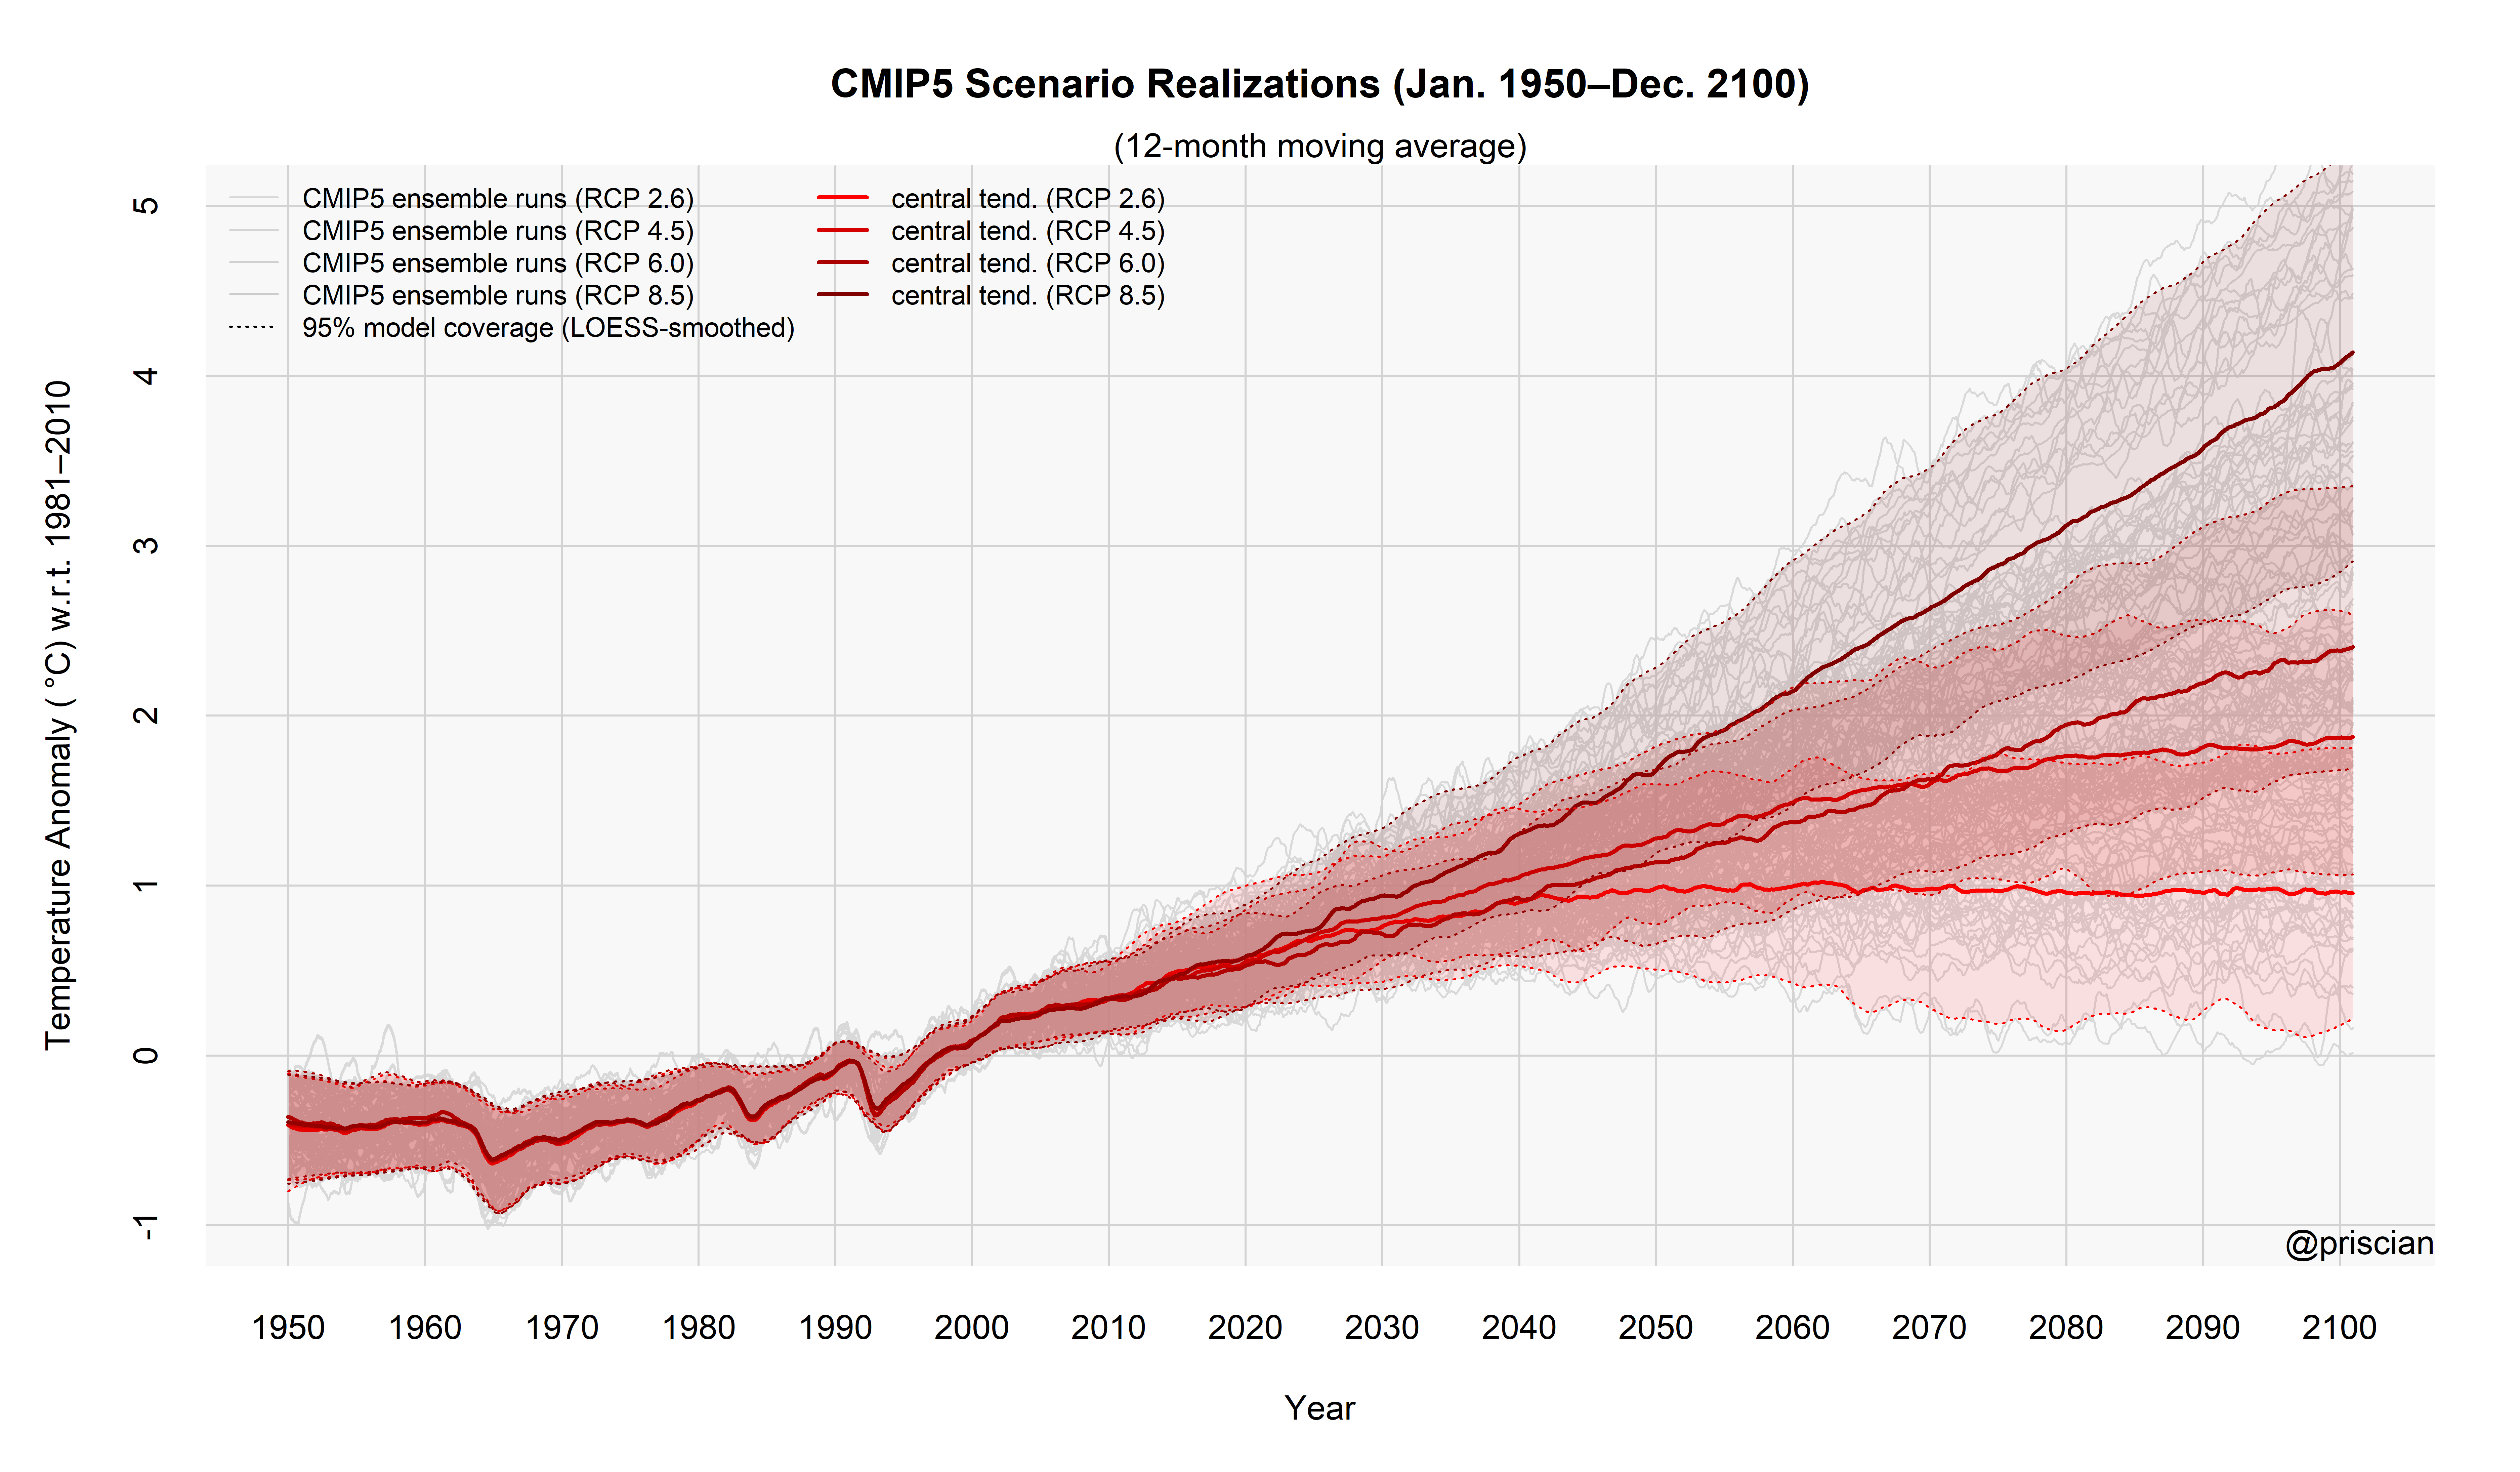 CMIP5 Scenario Realizations (Jan. 1950–Dec. 2100)
(12-month moving average)
CMIP5 ensemble runs (RCP 2.6)
CMIP5 ensemble runs (RCP 4.5)
CMIP5 ensemble runs (RCP 6.0)
CMIP5 ensemble runs (RCP 8.5)
95% model coverage (LOESS-smoothed)
central tend. (RCP 2.6)
central tend. (RCP 4.5)
central tend. (RCP 6.0)
central tend. (RCP 8.5)
Temperature Anomaly ( °C) w.r.t. 1981–2010
5
4
3
2
1
0
-1
@priscian
1950 1960 1970 1980 1990 2000 2010 2020 2030 2040 2050 2060 2070 2080 2090 2100
Year